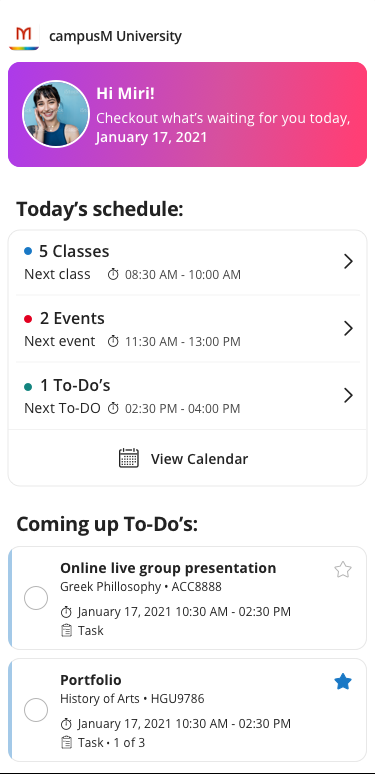 campusM University
Hi Miri!
Checkout what's waiting for you today,
January 17, 2021
Today's schedule:
5 Classes
Next class 08:30 AM - 10:00 AM
2 Events
Next event 11:30 AM - 13:00 PM
1 To-Do's
Next To-DO 02:30 PM - 04:00 PM
View Calendar
Coming up To-Do's:
Online live group presentation
Greek Phillosophy • ACC8888
January 17, 2021 10:30 AM - 02:30 PM
Task
Portfolio
History of Arts • HGU9786
January 17, 2021 10:30 AM - 02:30 PM
Task • 1 of 3